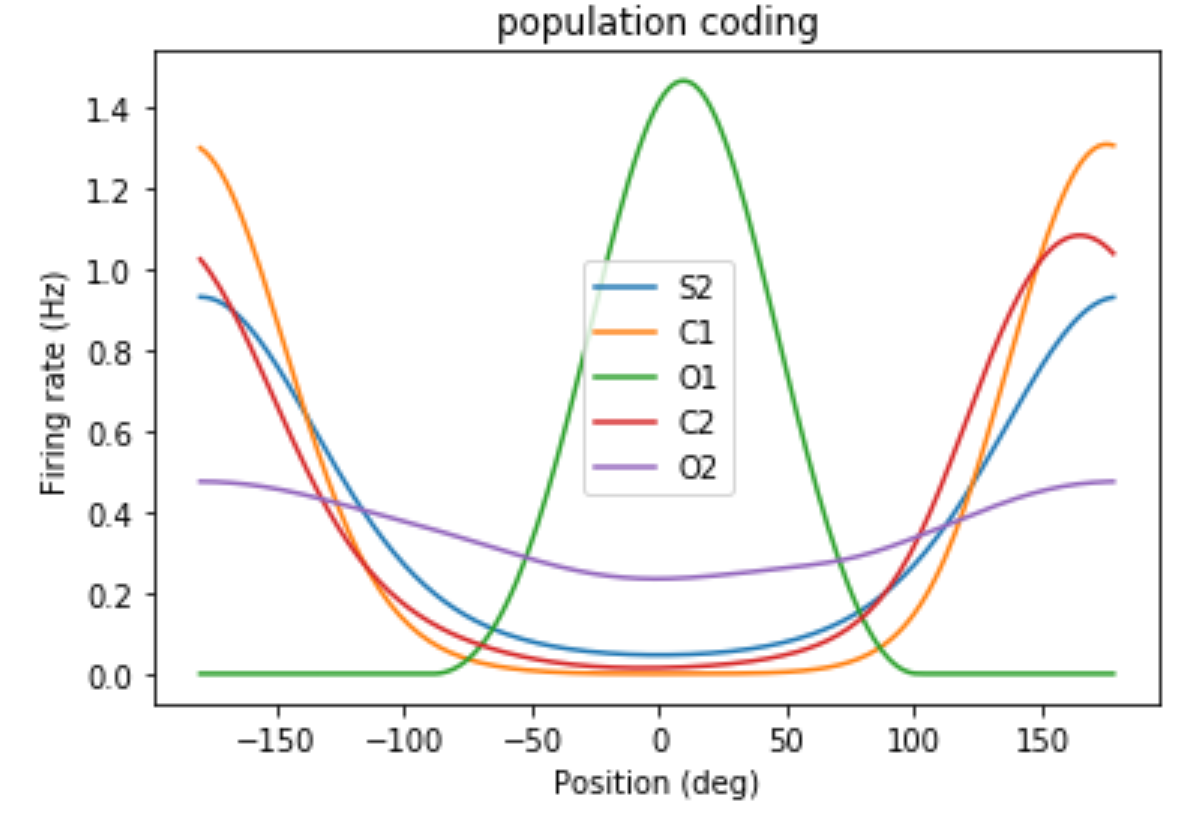 population coding
Firing rate (Hz)
1.4
1.2
1.0
0.8
0.6
0.4
0.2
0.0
S2
C1
O1
C2
O2
−150 −100 −50 0 50 100 150
Position (deg)